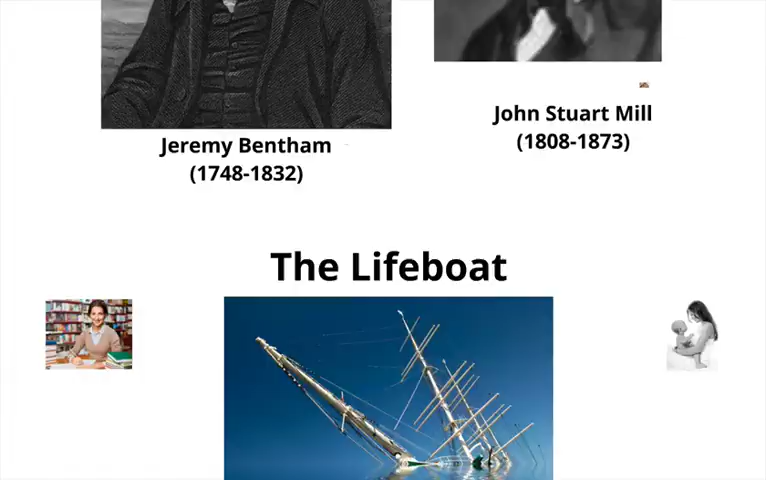 Jeremy Bentham
(1748-1832)
John Stuart Mill
(1808-1873)
The Lifeboat